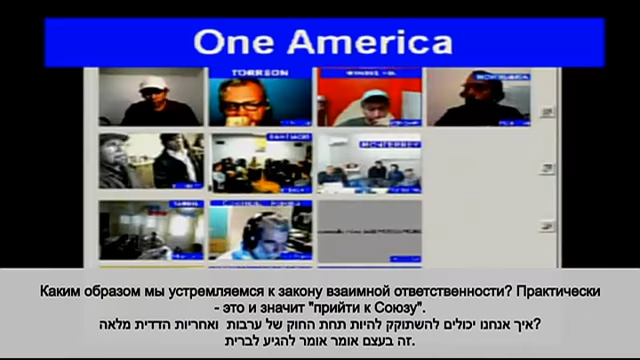 One America
TORREON
MONTERREY
Каким образом мы устремляемся к закону взаимной ответственности? Практически
- это и значит "прийти к Союзу".
איך אנחנו יכולים להשתוקק להיות תחת החוק של ערבות ואחריות הדדית מלאה?
זה בעצם אומר אומר להגיע לברית.